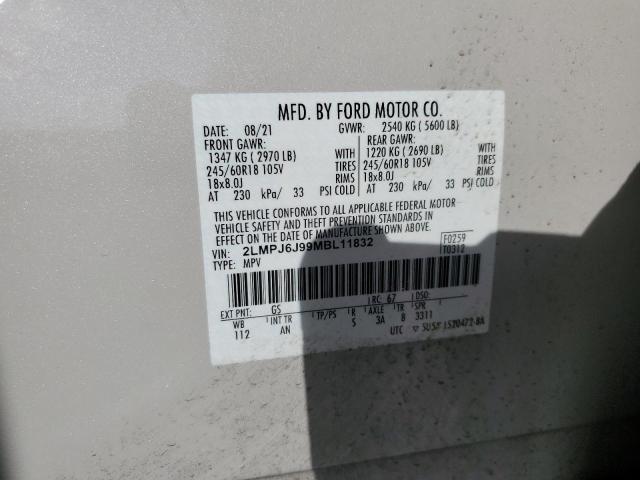 MFD. BY FORD MOTOR CO.
DATE: 08/21 GVWR: 2540 KG ( 5600 LB)
FRONT GAWR: REAR GAWR:
1347 KG ( 2970 LB) WITH 1220 KG ( 2690 LB) WITH
245/60R18 105V TIRES 245/60R18 105V TIRES
18x8.0J RIMS 18x8.0J RIMS
AT 230 kPa/ 33 PSI COLD AT 230 kPa/ 33 PSI COLD
THIS VEHICLE CONFORMS TO ALL APPLICABLE FEDERAL MOTOR
VEHICLE SAFETY AND THEFT PREVENTION STANDARDS IN
EFFECT ON THE DATE OF MANUFACTURE SHOWN ABOVE.
VIN: 2LMPJ6J99MBL11832 F0259
TYPE: MPV T0312
EXT PNT: GS RC: 67 DSO:
WB INT TR TP/PS R AXLE TR SPR
112 AN S 3A 8 3311
UTC